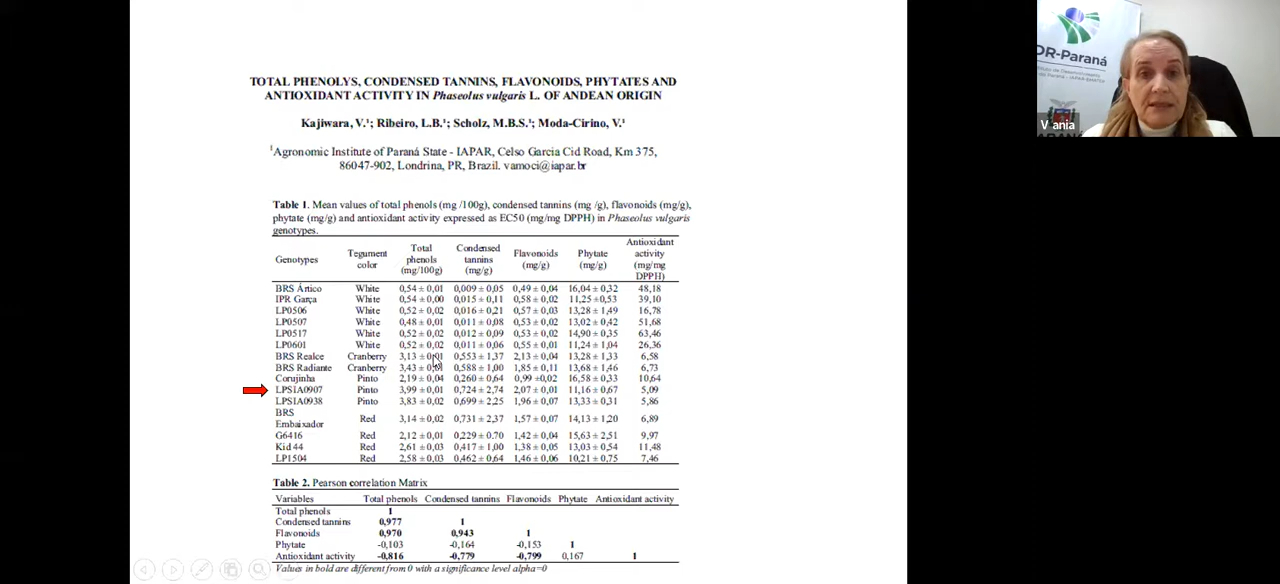 TOTAL PHENOLYS, CONDENSED TANNINS, FLAVONOIDS, PHYTATES AND
ANTIOXIDANT ACTIVITY IN Phaseolus vulgaris L. OF ANDEAN ORIGIN
Kajiwara, V.¹; Ribeiro, L.B.¹; Scholz, M.B.S.¹; Moda-Cirino, V.¹
¹Agronomic Institute of Paraná State - IAPAR, Celso Garcia Cid Road, Km 375,
86047-902, Londrina, PR, Brazil. vamoci@iapar.br
Table 1. Mean values of total phenols (mg /100g), condensed tannins (mg /g), flavonoids (mg/g),
phytate (mg/g) and antioxidant activity expressed as EC50 (mg/mg DPPH) in Phaseolus vulgaris
genotypes.
Genotypes Tegument color Total phenols (mg/100g) Condensed tannins (mg/g) Flavonoids (mg/g) Phytate (mg/g) Antioxidant activity (mg/mg DPPH)
BRS Ártico White 0,54 ± 0,01 0,009 ± 0,05 0,49 ± 0,04 16,04 ± 0,32 48,18
IPR Garça White 0,54 ± 0,00 0,015 ± 0,11 0,58 ± 0,02 11,25 ±0,53 39,10
LP0506 White 0,52 ± 0,02 0,016 ± 0,21 0,57 ± 0,03 13,28 ± 1,49 16,78
LP0507 White 0,48 ± 0,01 0,011 ± 0,08 0,53 ± 0,02 13,02 ± 0,42 51,68
LP0517 White 0,52 ± 0,02 0,012 ± 0,09 0,53 ± 0,02 14,90 ± 0,35 63,46
LP0601 White 0,52 ± 0,02 0,011 ± 0,06 0,55 ± 0,01 11,24 ± 1,04 26,36
BRS Realce Cranberry 3,13 ± 0,01 0,553 ± 1,37 2,13 ± 0,04 13,28 ± 1,33 6,58
BRS Radiante Cranberry 3,43 ± 0,588 ± 1,00 1,85 ± 0,11 13,68 ± 1,46 6,73
Corujinha Pinto 2,19 ± 0,04 0,260 ± 0,64 0,99 ±0,02 16,58 ± 0,33 10,64
LPSIA0907 Pinto 3,99 ± 0,01 0,724 ± 2,74 2,07 ± 0,01 11,16 ± 0,67 5,09
LPSIA0938 Pinto 3,83 ± 0,02 0,699 ± 2,25 1,96 ± 0,07 13,33 ± 0,31 5,86
BRS Embaixador Red 3,14 ± 0,02 0,731 ± 2,37 1,57 ± 0,07 14,13 ± 1,20 6,89
G6416 Red 2,12 ± 0,01 0,229 ± 0.70 1,42 ± 0,04 15,63 ± 2,51 9,97
Kid 44 Red 2,61 ± 0,03 0,417 ± 1,00 1,38 ± 0,05 13,03 ± 0,54 11,48
LP1504 Red 2,58 ± 0,03 0,462 ± 0,64 1,46 ± 0,06 10,21 ± 0,75 7,46
Table 2. Pearson correlation Matrix
Variables Total phenols Condensed tannins Flavonoids Phytate Antioxidant activity
Total phenols 1
Condensed tannins 0,977 1
Flavonoids 0,970 0,943 1
Phytate -0,103 -0,164 -0,153 1
Antioxidant activity -0,816 -0,779 -0,799 0,167 1
Values in bold are different from 0 with a significance level alpha=0
DR-Paraná
Vania